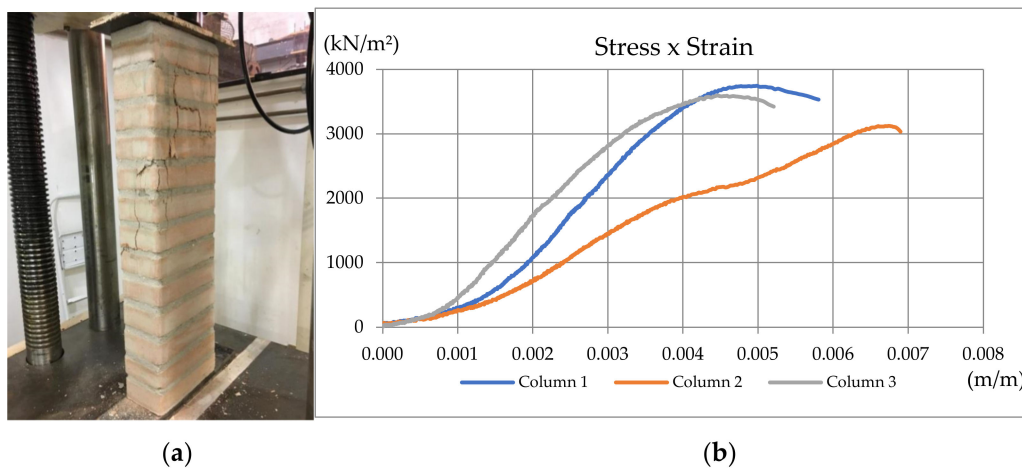 (kN/m²)
Stress x Strain
4000
3000
2000
1000
0
0.000 0.001 0.002 0.003 0.004 0.005 0.006 0.007 0.008
Column 1 Column 2 Column 3 (m/m)
(a) (b)